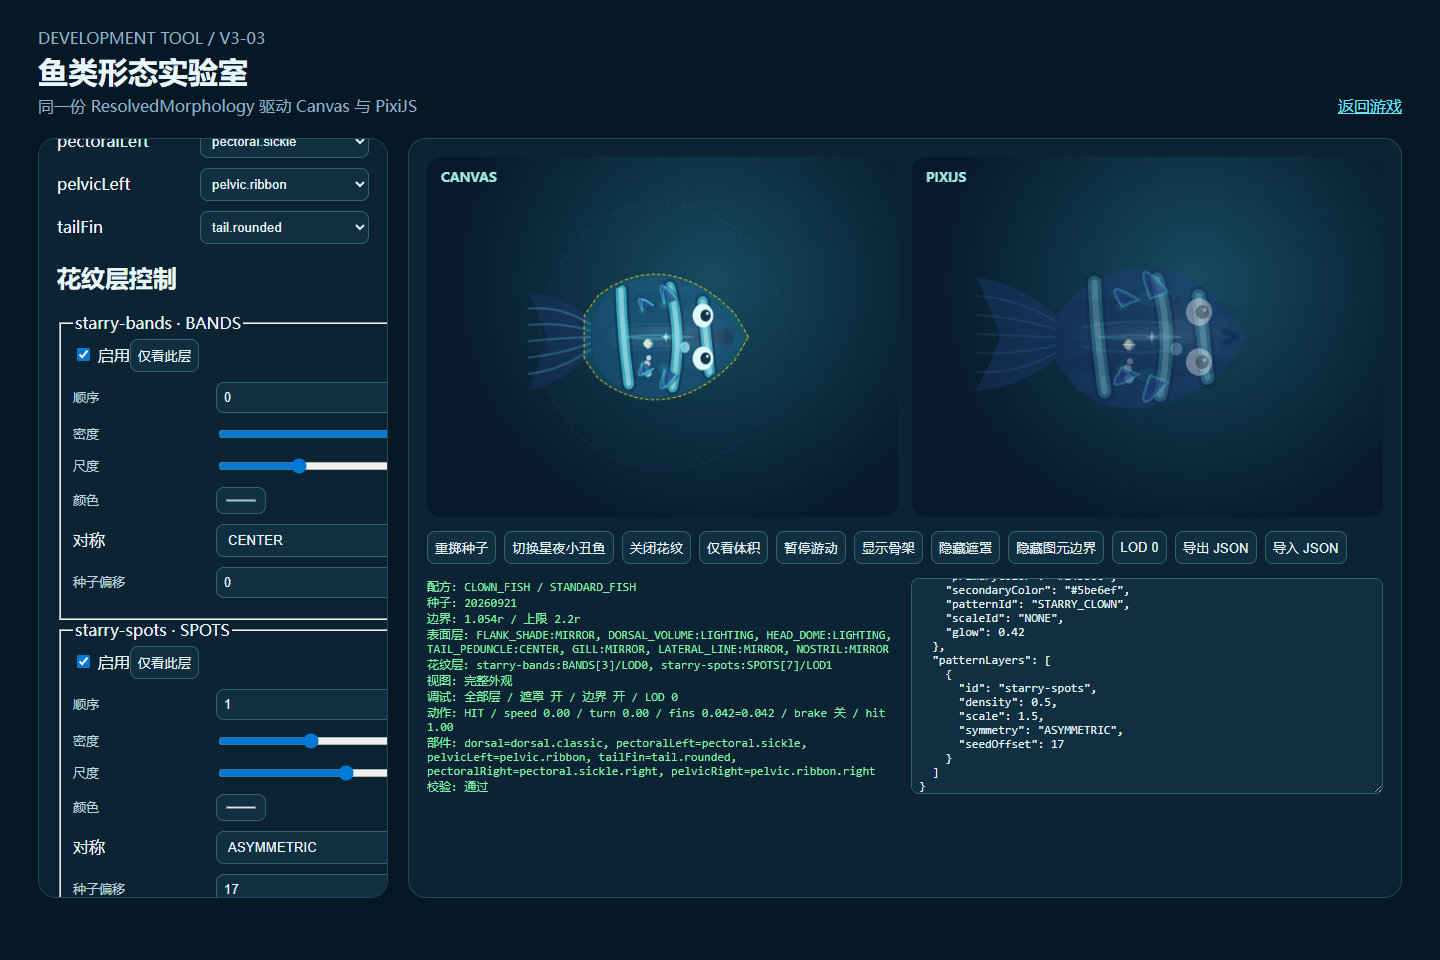 DEVELOPMENT TOOL / V3-03
鱼类形态实验室
同一份 ResolvedMorphology 驱动 Canvas 与 PixiJS
返回游戏
pectoralLeft
pectoral.sickle
pelvicLeft
pelvic.ribbon
tailFin
tail.rounded
花纹层控制
starry-bands · BANDS
启用
仅看此层
顺序
0
密度
尺度
颜色
对称
CENTER
种子偏移
0
starry-spots · SPOTS
启用
仅看此层
顺序
1
密度
尺度
颜色
对称
ASYMMETRIC
种子偏移
17
CANVAS
PIXIJS
重掷种子
切换星夜小丑鱼
关闭花纹
仅看体积
暂停游动
显示骨架
隐藏遮罩
隐藏图元边界
LOD 0
导出 JSON
导入 JSON
配方: CLOWN_FISH / STANDARD_FISH
种子: 20260921
边界: 1.054r / 上限 2.2r
表面层: FLANK_SHADE:MIRROR, DORSAL_VOLUME:LIGHTING, HEAD_DOME:LIGHTING,
TAIL_PEDUNCLE:CENTER, GILL:MIRROR, LATERAL_LINE:MIRROR, NOSTRIL:MIRROR
花纹层: starry-bands:BANDS[3]/LOD0, starry-spots:SPOTS[7]/LOD1
视图: 完整外观
调试: 全部层 / 遮罩 开 / 边界 开 / LOD 0
动作: HIT / speed 0.00 / turn 0.00 / fins 0.042=0.042 / brake 关 / hit
1.00
部件: dorsal=dorsal.classic, pectoralLeft=pectoral.sickle,
pelvicLeft=pelvic.ribbon, tailFin=tail.rounded,
pectoralRight=pectoral.sickle.right, pelvicRight=pelvic.ribbon.right
校验: 通过
"secondaryColor": "#5be6ef",
"patternId": "STARRY_CLOWN",
"scaleId": "NONE",
"glow": 0.42
},
"patternLayers": [
{
"id": "starry-spots",
"density": 0.5,
"scale": 1.5,
"symmetry": "ASYMMETRIC",
"seedOffset": 17
}
]
}